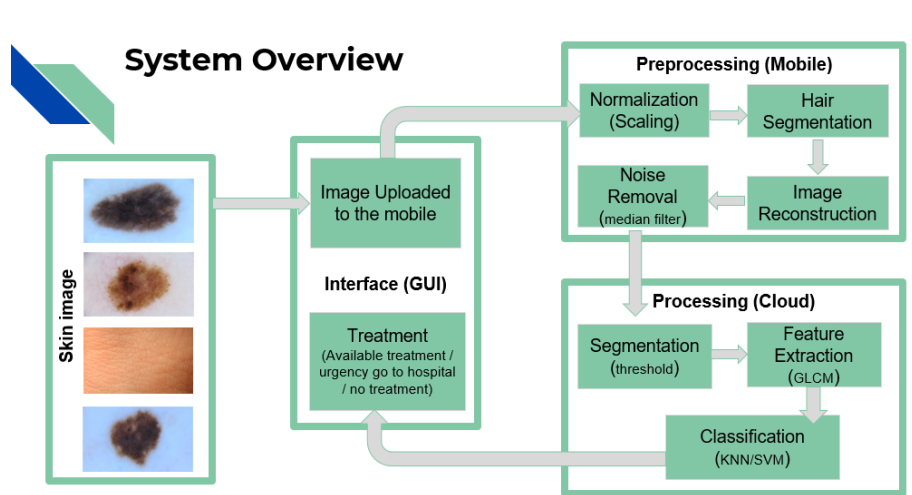 System Overview
Skin image
Image Uploaded
to the mobile
Interface (GUI)
Treatment
(Available treatment /
urgency go to hospital
/ no treatment)
Preprocessing (Mobile)
Normalization
(Scaling)
Hair
Segmentation
Image
Reconstruction
Noise
Removal
(median filter)
Processing (Cloud)
Segmentation
(threshold)
Feature
Extraction
(GLCM)
Classification
(KNN/SVM)